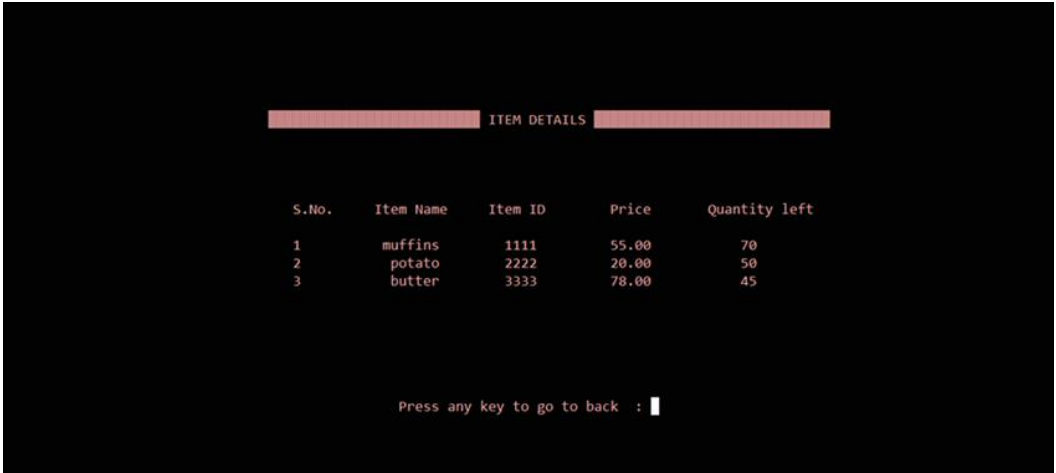 ITEM DETAILS
S.No. Item Name Item ID Price Quantity left
1 muffins 1111 55.00 70
2 potato 2222 20.00 50
3 butter 3333 78.00 45
Press any key to go to back :